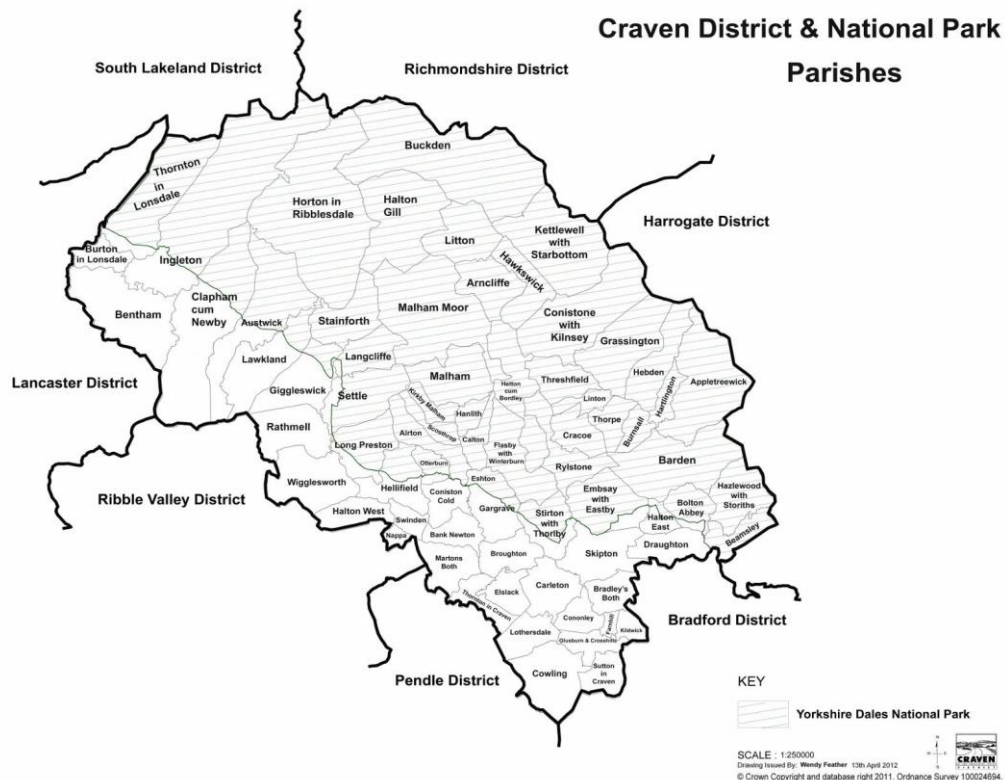 Craven District & National Park
Parishes
South Lakeland District
Richmondshire District
Harrogate District
Lancaster District
Ribble Valley District
Pendle District
Bradford District
Buckden
Thornton
in
Lonsdale
Horton in
Ribblesdale
Halton
Gill
Litton
Kettlewell
with
Starbottom
Hawkswick
Burton
in Lonsdale
Ingleton
Arncliffe
Bentham
Clapham
cum
Newby
Austwick
Stainforth
Malham Moor
Conistone
with
Kilnsey
Grassington
Lawkland
Langcliffe
Giggleswick
Settle
Malham
Hetton
cum
Bordley
Threshfield
Hebden
Hartlington
Appletreewick
Linton
Kirkby Malham
Hanlith
Thorpe
Burnsall
Rathmell
Long Preston
Airton
Scosthrop
Calton
Flasby
with
Winterburn
Cracoe
Otterburn
Rylstone
Barden
Wigglesworth
Hellifield
Eshton
Coniston
Cold
Embsay
with
Eastby
Hazlewood
with
Storiths
Bolton
Abbey
Halton West
Gargrave
Stirton
with
Thorlby
Halton
East
Swinden
Nappa
Bank Newton
Beamsley
Draughton
Skipton
Martons
Both
Broughton
Carleton
Elslack
Thornton in Craven
Bradley's
Both
Cononley
Farnhill
Kildwick
Lothersdale
Glusburn & Crosshills
Cowling
Sutton
in
Craven
KEY
Yorkshire Dales National Park
SCALE : 1:250000
Drawing Issued By: Wendy Feather 13th April 2012
© Crown Copyright and database right 2011. Ordnance Survey 100024694.
N
W
E
S
CRAVEN
DISTRICT